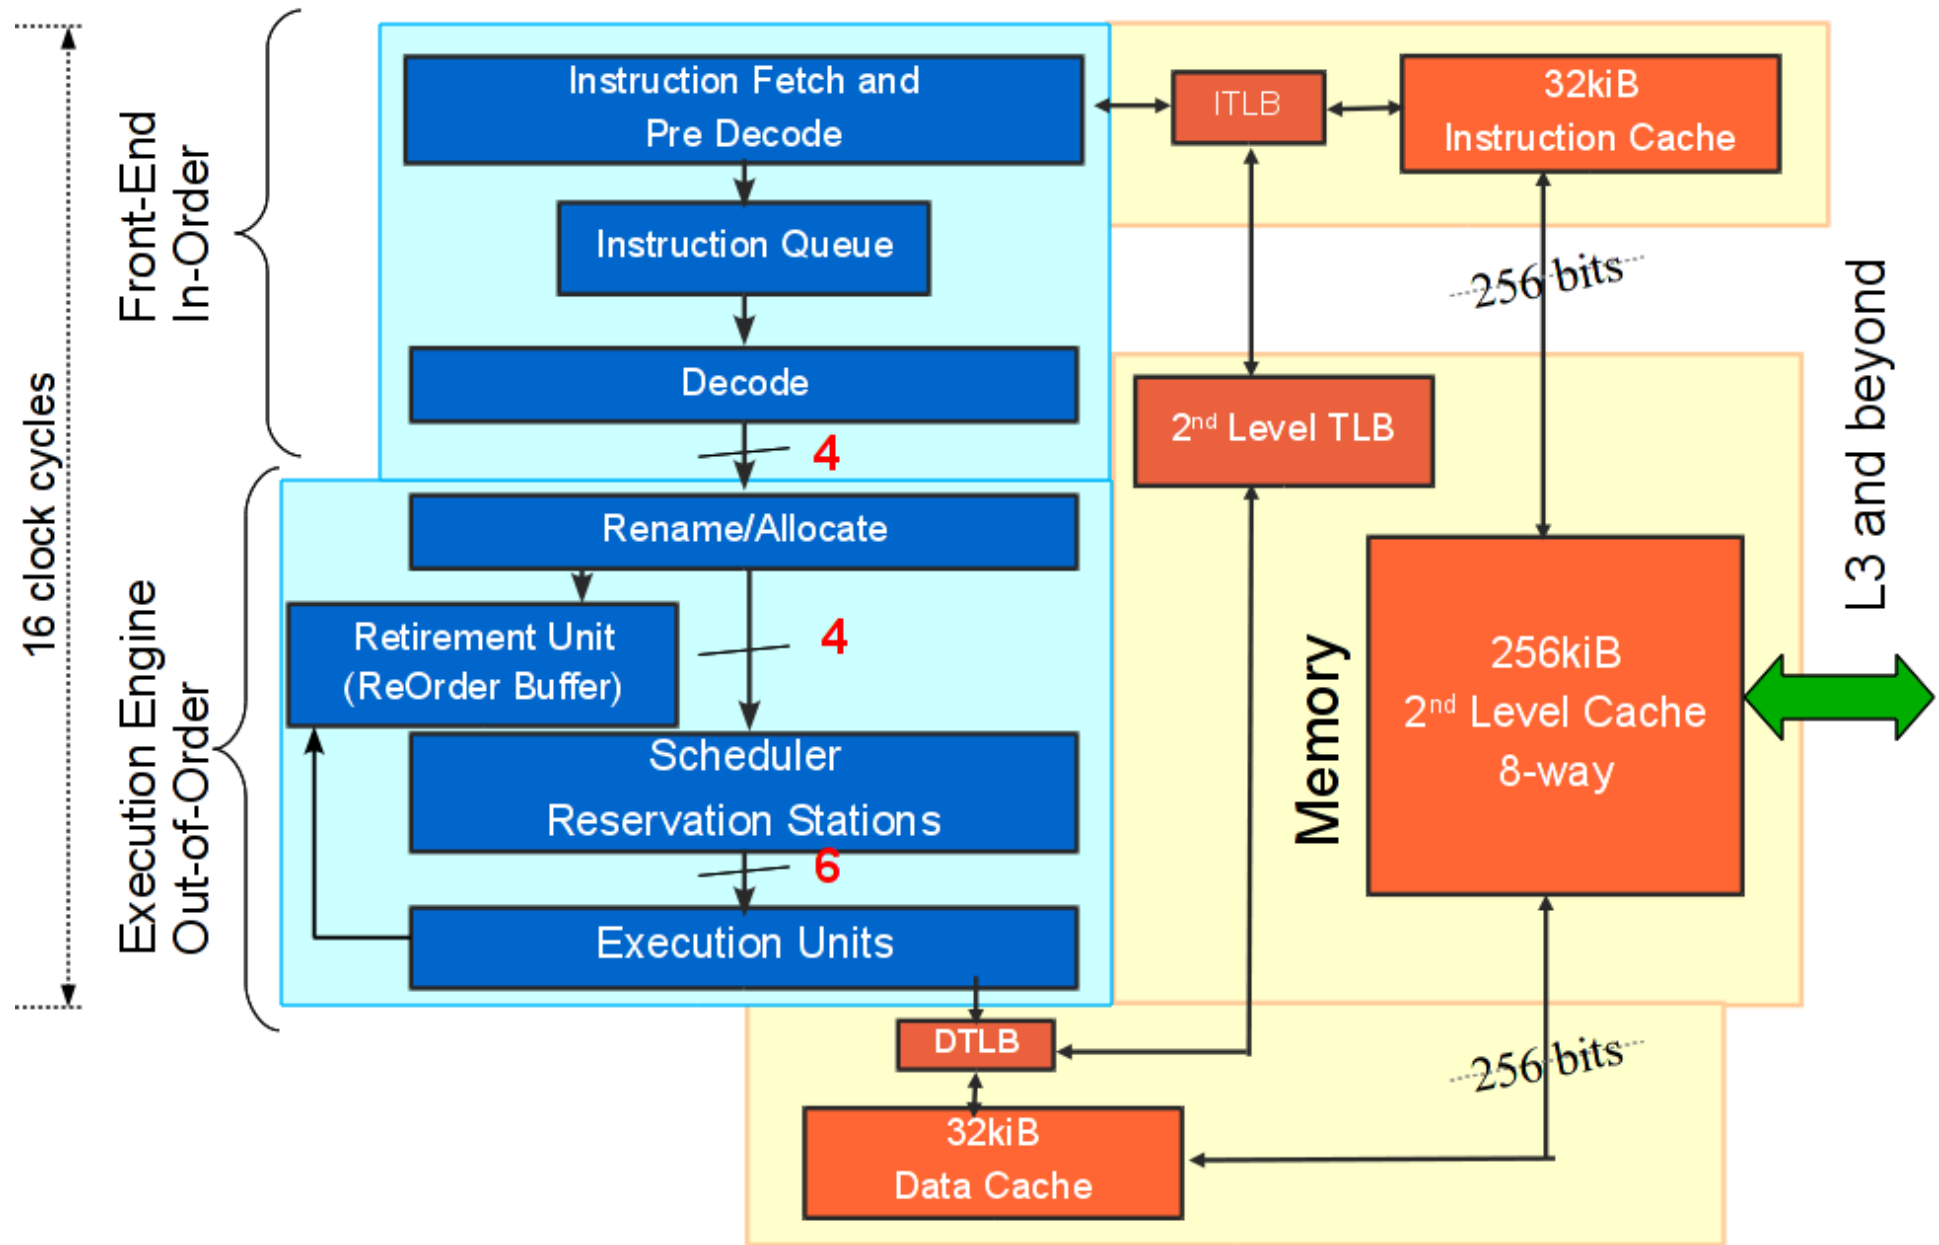 16 clock cycles
Front-End
In-Order
Execution Engine
Out-of-Order
Instruction Fetch and
Pre Decode
Instruction Queue
Decode
4
Rename/Allocate
Retirement Unit
(ReOrder Buffer)
4
Scheduler
Reservation Stations
6
Execution Units
ITLB
32kiB
Instruction Cache
256 bits
2nd Level TLB
Memory
256kiB
2nd Level Cache
8-way
L3 and beyond
DTLB
256 bits
32kiB
Data Cache